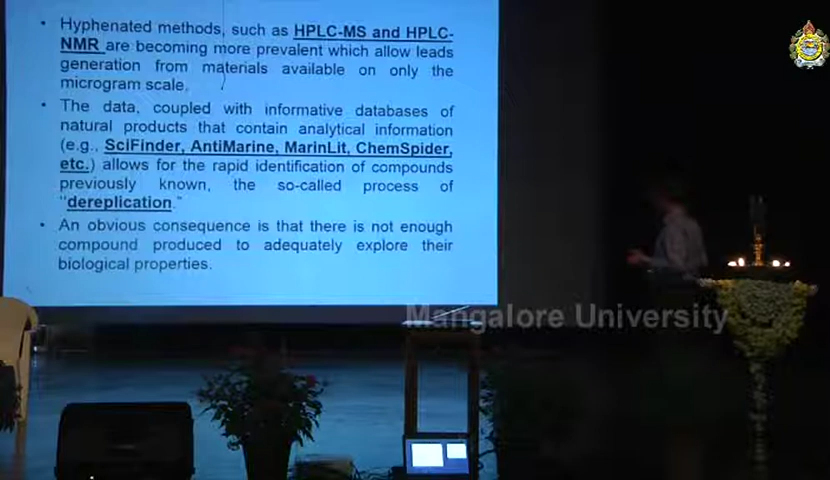 • Hyphenated methods, such as HPLC-MS and HPLC-
NMR are becoming more prevalent which allow leads
generation from materials available on only the
microgram scale.
• The data, coupled with informative databases of
natural products that contain analytical information
(e.g., SciFinder, AntiMarine, MarinLit, ChemSpider,
etc.) allows for the rapid identification of compounds
previously known, the so-called process of
"dereplication."
• An obvious consequence is that there is not enough
compound produced to adequately explore their
biological properties.
Mangalore University